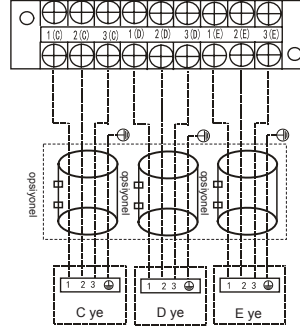 1(C) 2(C) 3(C) 1(D) 2(D) 3(D) 1(E) 2(E) 3(E)
opsiyonel
opsiyonel
opsiyonel
1 2 3
1 2 3
1 2 3
C ye
D ye
E ye